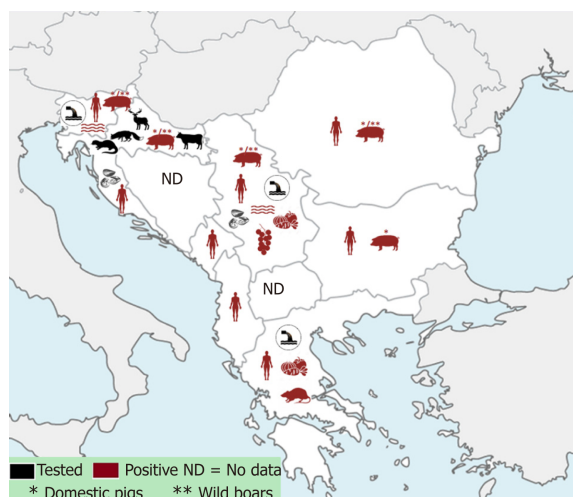 */**
*/**
*/**
*/**
ND
*
ND
Tested Positive ND = No data
* Domestic pigs ** Wild boars